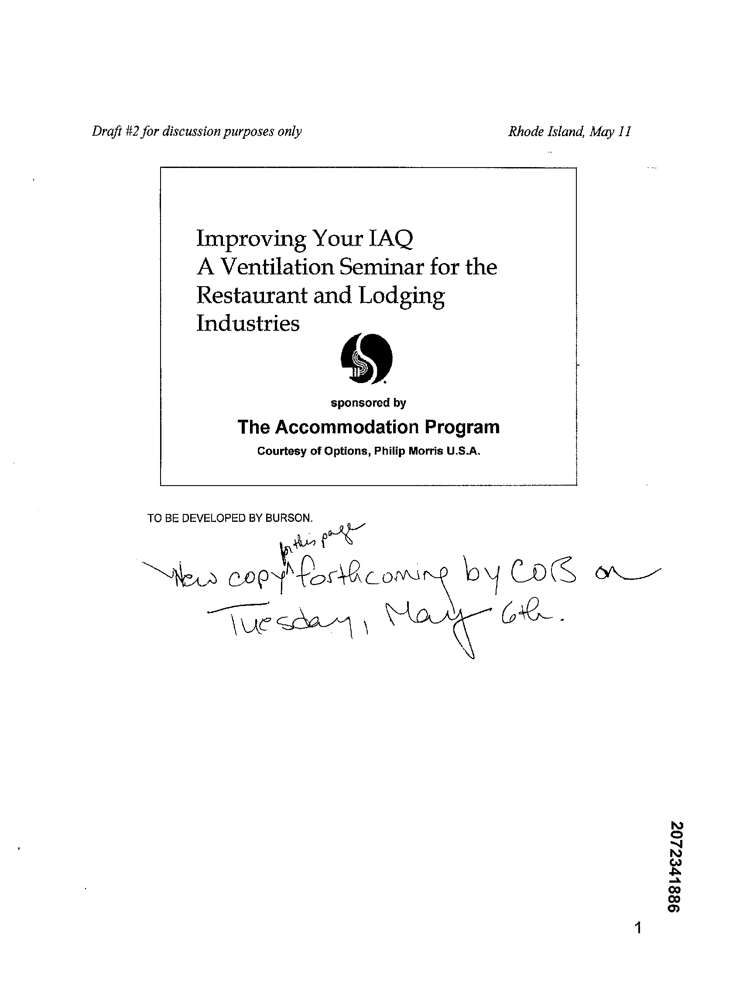 Draft #2 for discussion purposes only
Rhode Island, May 11
Improving Your IAQ
A Ventilation Seminar for the
Restaurant and Lodging
Industries
sponsored by
The Accommodation Program
Courtesy of Options, Philip Morris U.S.A.
TO BE DEVELOPED BY BURSON.
for this page
New copy ^ forthcoming by COB on
Tuesday, May 6th.
2072341886
1